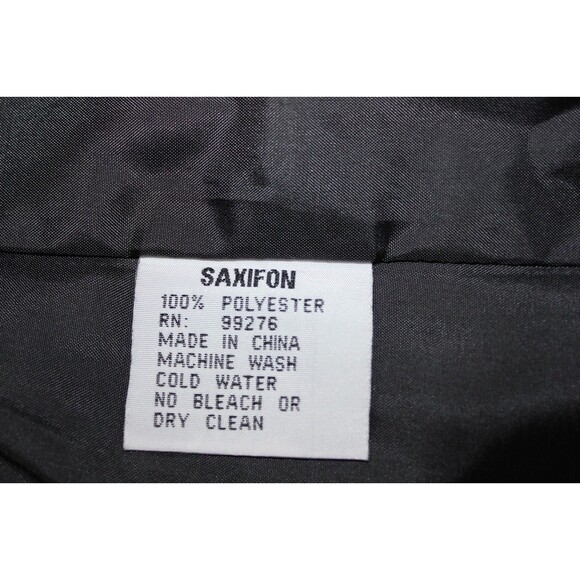 SAXIFON
100% POLYESTER
RN: 99276
MADE IN CHINA
MACHINE WASH
COLD WATER
NO BLEACH OR
DRY CLEAN